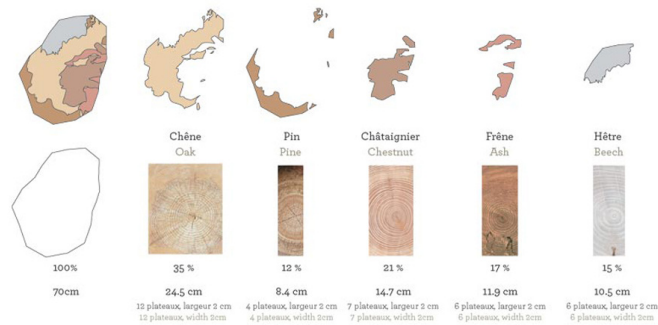 Chêne
Oak
Pin
Pine
Châtaignier
Chestnut
Frêne
Ash
Hêtre
Beech
100%
35 %
12 %
21 %
17 %
15 %
70cm
24.5 cm
8.4 cm
14.7 cm
11.9 cm
10.5 cm
12 plateaux, largeur 2 cm
12 plateaux, width 2cm
4 plateaux, largeur 2 cm
4 plateaux, width 2cm
7 plateaux, largeur 2 cm
7 plateaux, width 2cm
6 plateaux, largeur 2 cm
6 plateaux, width 2cm
6 plateaux, largeur 2 cm
6 plateaux, width 2cm